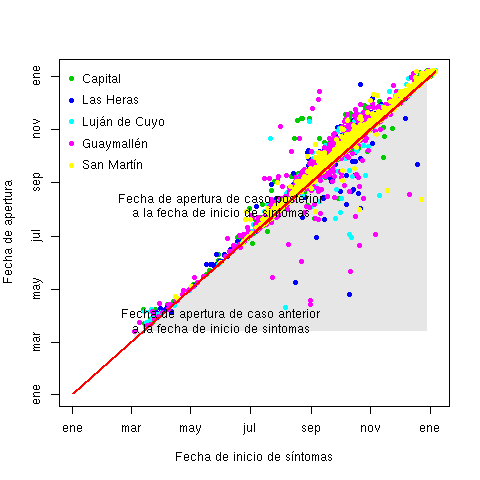 Capital
Las Heras
Luján de Cuyo
Guaymallén
San Martín
Fecha de apertura de caso posterior
a la fecha de inicio de síntomas
Fecha de apertura de caso anterior
a la fecha de inicio de síntomas
Fecha de apertura
ene
mar
may
jul
sep
nov
ene
ene
mar
may
jul
sep
nov
ene
Fecha de inicio de síntomas